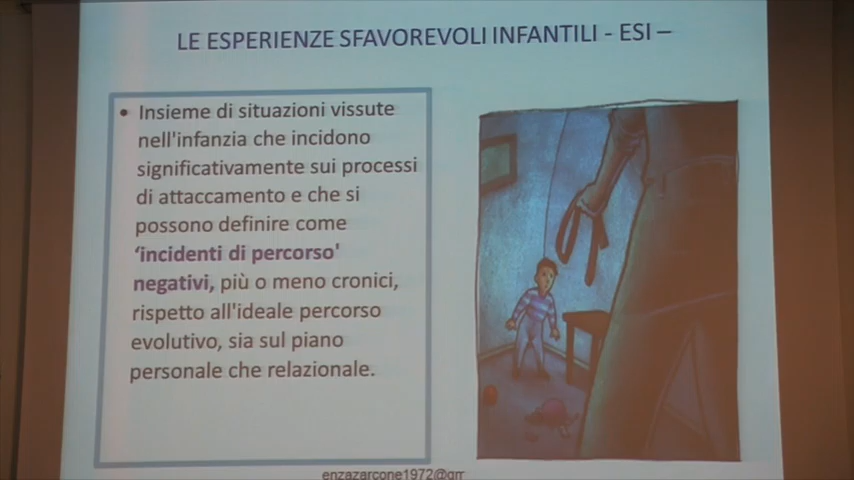 LE ESPERIENZE SFAVOREVOLI INFANTILI - ESI –
• Insieme di situazioni vissute
nell'infanzia che incidono
significativamente sui processi
di attaccamento e che si
possono definire come
‘incidenti di percorso'
negativi, più o meno cronici,
rispetto all'ideale percorso
evolutivo, sia sul piano
personale che relazionale.
enzazarcone1972@gm